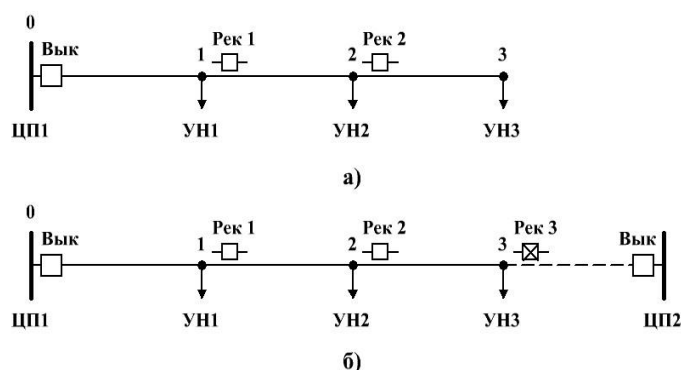 0
Вык
1
Рек 1
2
Рек 2
3
ЦП1
УН1
УН2
УН3
а)
0
Вык
1
Рек 1
2
Рек 2
3
Рек 3
Вык
ЦП1
УН1
УН2
УН3
ЦП2
б)